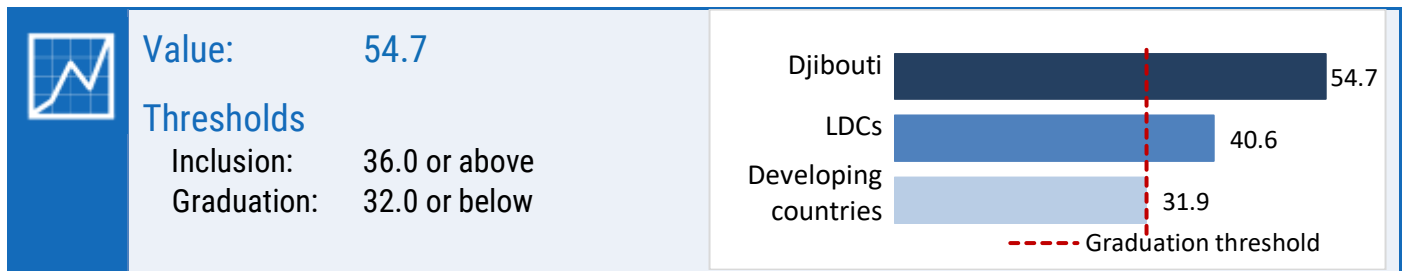 Value: 54.7
Thresholds
Inclusion: 36.0 or above
Graduation: 32.0 or below
Djibouti 54.7
LDCs 40.6
Developing
countries 31.9
Graduation threshold